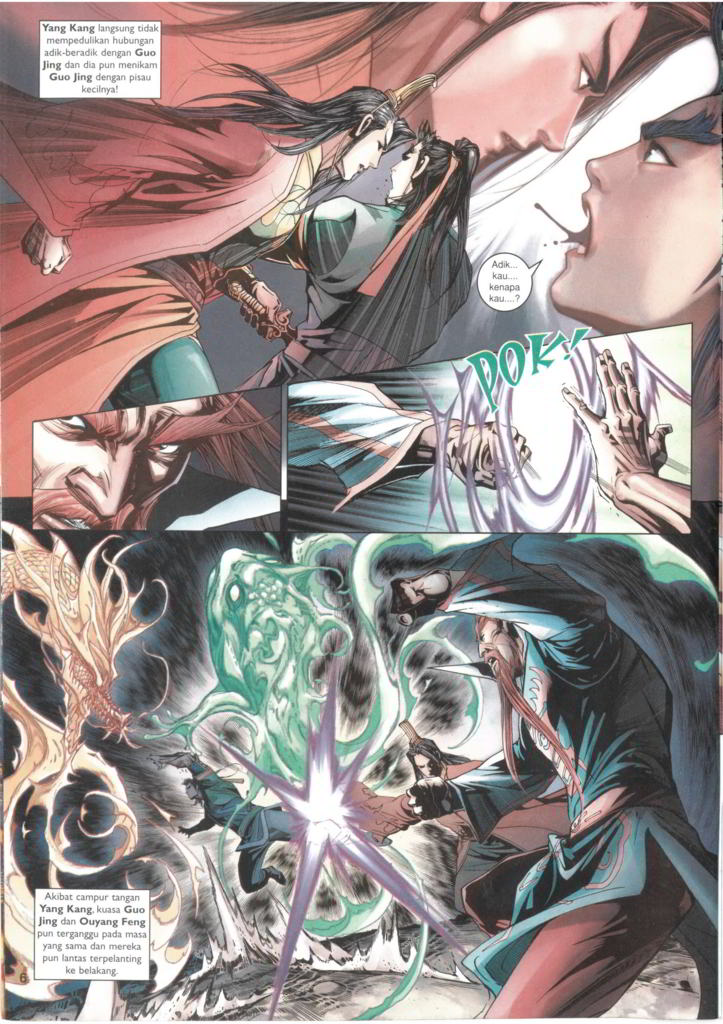 Yang Kang langsung tidak
mempedulikan hubungan
adik-beradik dengan Guo
Jing dan dia pun menikam
Guo Jing dengan pisau
kecilnya!
Adik...
kau....
kenapa
kau....?
POK!!
Akibat campur tangan
Yang Kang, kuasa Guo
Jing dan Ouyang Feng
pun terganggu pada masa
yang sama dan mereka
pun lantas terpelanting
ke belakang.
6